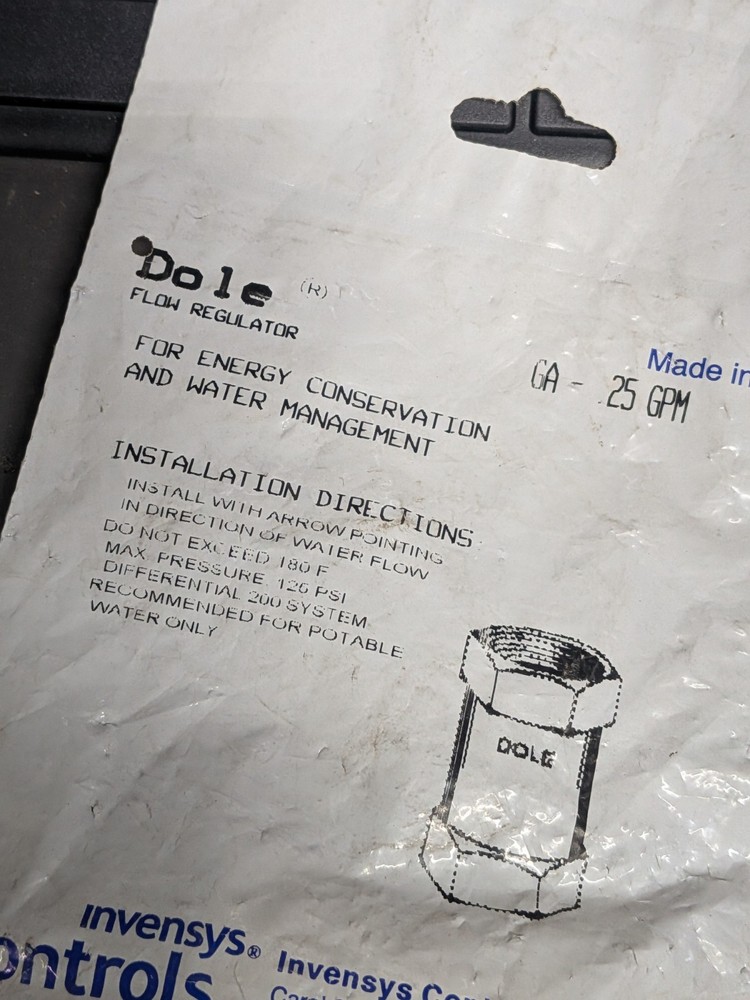 Dole (R)
FLOW REGULATOR
FOR ENERGY CONSERVATION
AND WATER MANAGEMENT
Made in
GA - .25 GPM
INSTALLATION DIRECTIONS
INSTALL WITH ARROW POINTING
IN DIRECTION OF WATER FLOW
DO NOT EXCEED 180 F
MAX. PRESSURE, 125 PSI
DIFFERENTIAL 200 SYSTEM
RECOMMENDED FOR POTABLE
WATER ONLY
DOLE
invensys®
ontrols
Invensys